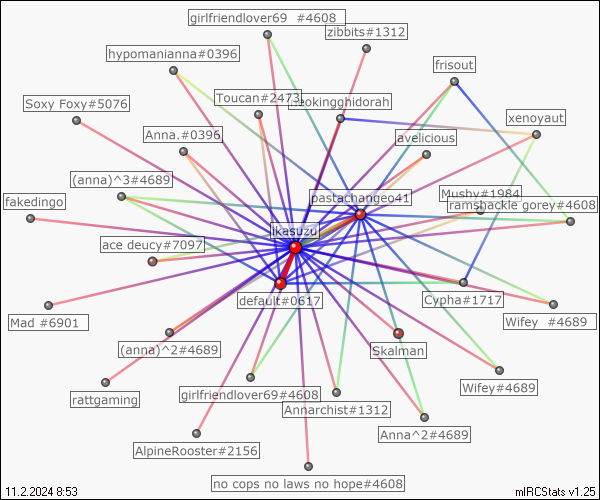 girlfriendlover69 #4608
zibbits#1312
hypomanianna#0396
frisout
Toucan#2473
Soxy Foxy#5076
xenoyaut
Anna.#0396
avelicious
(anna)^3#4689
Mushy#1984
pastachangeo41
fakedingo
ramshackle gorey#4608
ikasuzu
ace deucy#7097
default#0617
Cypha#1717
Mad #6901
Wifey #4689
(anna)^2#4689
Skalman
rattgaming
girlfriendlover69#4608
Wifey#4689
Annarchist#1312
Anna^2#4689
AlpineRooster#2156
no cops no laws no hope#4608
11.2.2024 8:53
mIRCStats v1.25